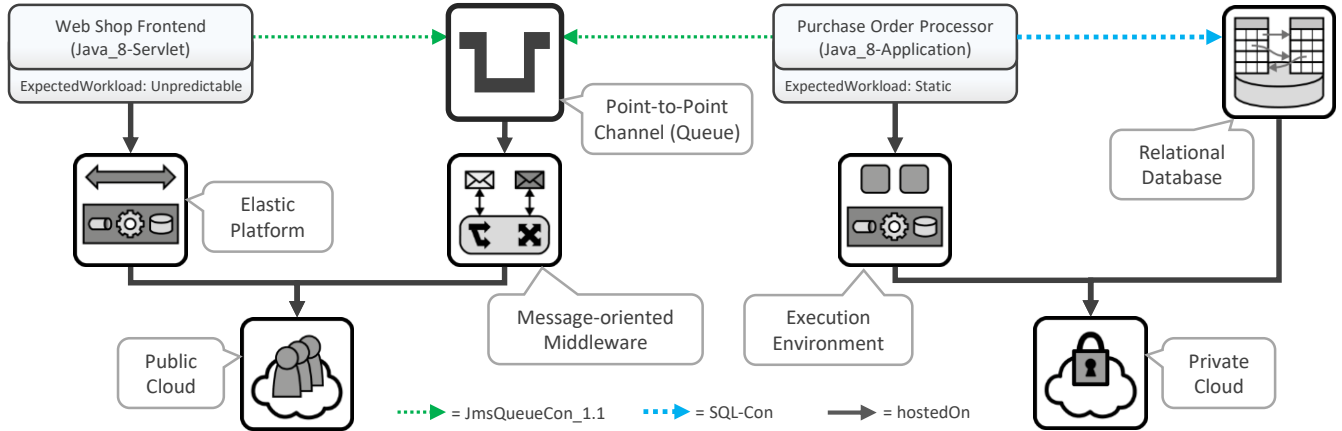 Web Shop Frontend
(Java_8-Servlet)
ExpectedWorkload: Unpredictable
Purchase Order Processor
(Java_8-Application)
ExpectedWorkload: Static
Point-to-Point
Channel (Queue)
Relational
Database
Elastic
Platform
Message-oriented
Middleware
Execution
Environment
Public
Cloud
Private
Cloud
= JmsQueueCon_1.1
= SQL-Con
= hostedOn